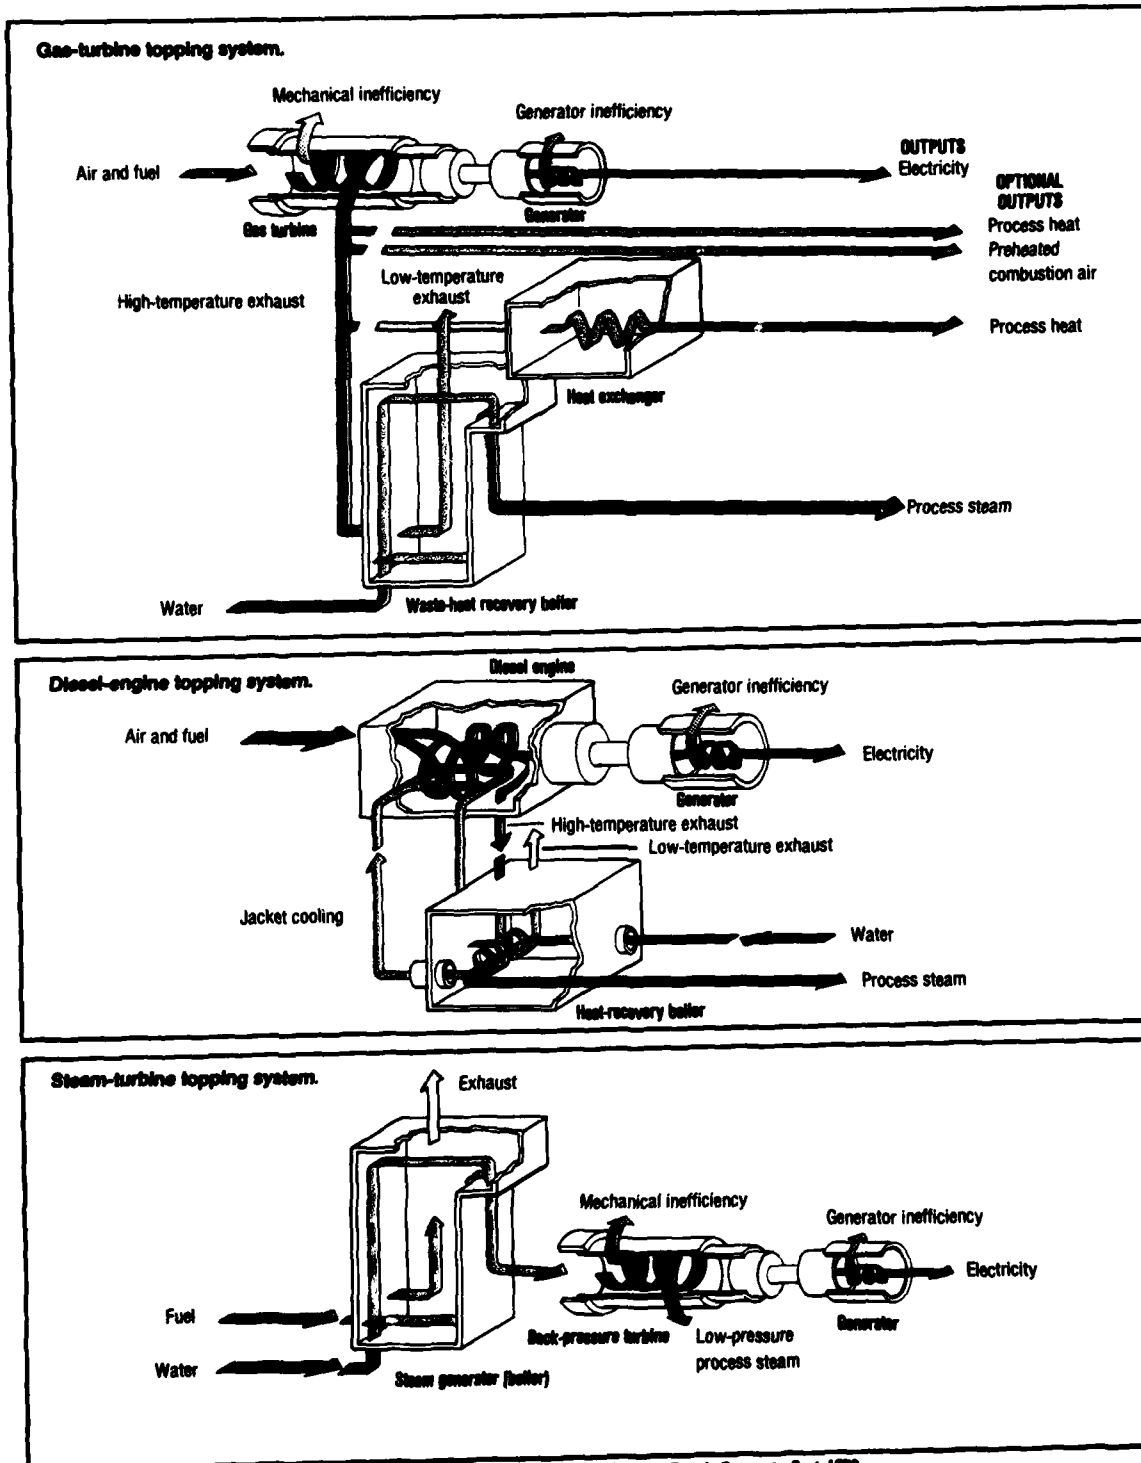 Gas-turbine topping system.
Mechanical inefficiency
Generator inefficiency
Air and fuel
OUTPUTS
Electricity
OPTIONAL
OUTPUTS
Gas turbine
Generator
Process heat
Preheated
combustion air
High-temperature exhaust
Low-temperature
exhaust
Process heat
Heat exchanger
Process steam
Water
Waste-heat recovery boiler
Diesel-engine topping system.
Diesel engine
Generator inefficiency
Air and fuel
Electricity
Generator
High-temperature exhaust
Low-temperature exhaust
Jacket cooling
Water
Process steam
Heat-recovery boiler
Steam-turbine topping system.
Exhaust
Mechanical inefficiency
Generator inefficiency
Electricity
Fuel
Back-pressure turbine
Low-pressure
process steam
Generator
Water
Steam generator (boiler)